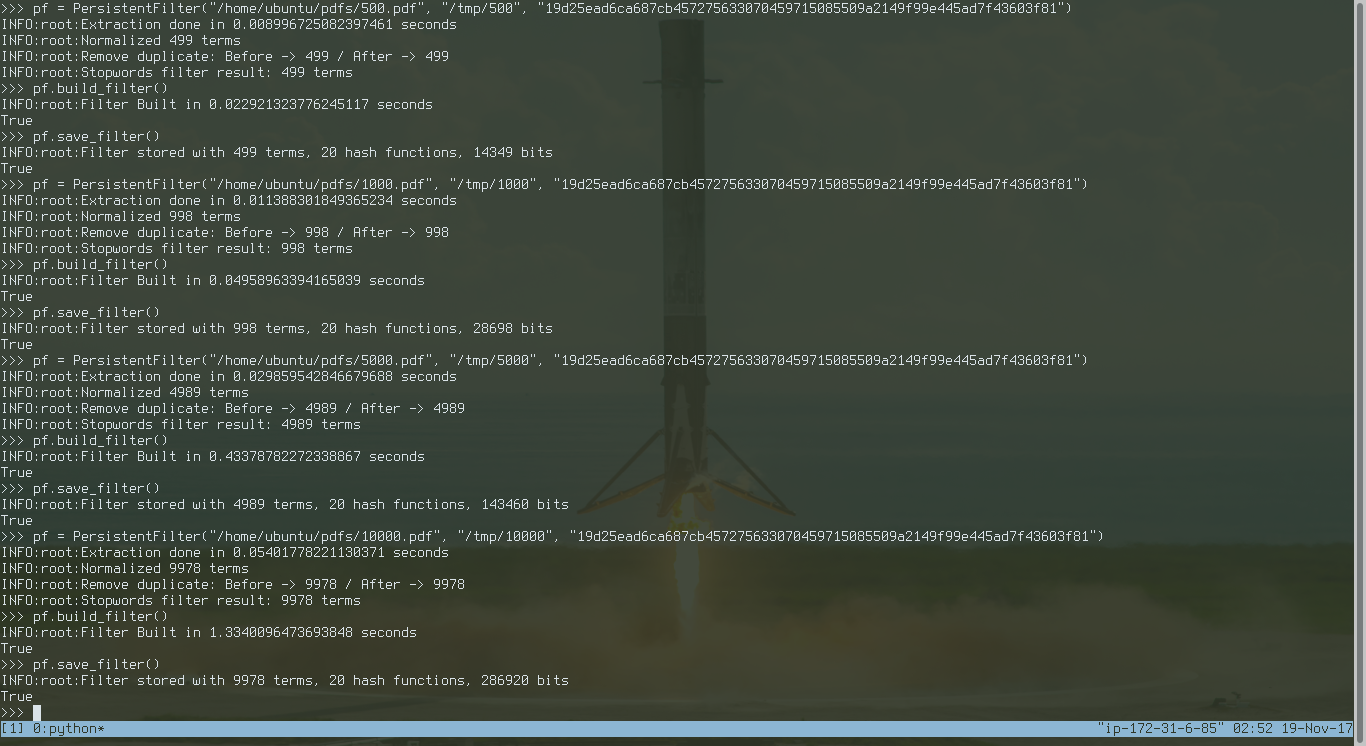 >>> pf = PersistentFilter("/home/ubuntu/pdfs/500.pdf", "/tmp/500", "19d25ead6ca687cb4572756330704597150855​09a2149f99e445ad7f43603f81")
INFO:root:Extraction done in 0.008996725082397461 seconds
INFO:root:Normalized 499 terms
INFO:root:Remove duplicate: Before -> 499 / After -> 499
INFO:root:Stopwords filter result: 499 terms
>>> pf.build_filter()
INFO:root:Filter Built in 0.022921323776245117 seconds
True
>>> pf.save_filter()
INFO:root:Filter stored with 499 terms, 20 hash functions, 14349 bits
True
>>> pf = PersistentFilter("/home/ubuntu/pdfs/1000.pdf", "/tmp/1000", "19d25ead6ca687cb457275633070459715085509a2149f99e445ad7f43603f81")
INFO:root:Extraction done in 0.011388301849365234 seconds
INFO:root:Normalized 998 terms
INFO:root:Remove duplicate: Before -> 998 / After -> 998
INFO:root:Stopwords filter result: 998 terms
>>> pf.build_filter()
INFO:root:Filter Built in 0.04958963394165039 seconds
True
>>> pf.save_filter()
INFO:root:Filter stored with 998 terms, 20 hash functions, 28698 bits
True
>>> pf = PersistentFilter("/home/ubuntu/pdfs/5000.pdf", "/tmp/5000", "19d25ead6ca687cb457275633070459715085509a2149f99e445ad7f43603f81")
INFO:root:Extraction done in 0.029859542846679688 seconds
INFO:root:Normalized 4989 terms
INFO:root:Remove duplicate: Before -> 4989 / After -> 4989
INFO:root:Stopwords filter result: 4989 terms
>>> pf.build_filter()
INFO:root:Filter Built in 0.43378782272338867 seconds
True
>>> pf.save_filter()
INFO:root:Filter stored with 4989 terms, 20 hash functions, 143460 bits
True
>>> pf = PersistentFilter("/home/ubuntu/pdfs/10000.pdf", "/tmp/10000", "19d25ead6ca687cb457275633070459715085509a2149f99e445ad7f43603f81")
INFO:root:Extraction done in 0.05401778221130371 seconds
INFO:root:Normalized 9978 terms
INFO:root:Remove duplicate: Before -> 9978 / After -> 9978
INFO:root:Stopwords filter result: 9978 terms
>>> pf.build_filter()
INFO:root:Filter Built in 1.3340096473693848 seconds
True
>>> pf.save_filter()
INFO:root:Filter stored with 9978 terms, 20 hash functions, 286920 bits
True
>>>
[1] 0:python* "ip-172-31-6-85" 02:52 19-Nov-17